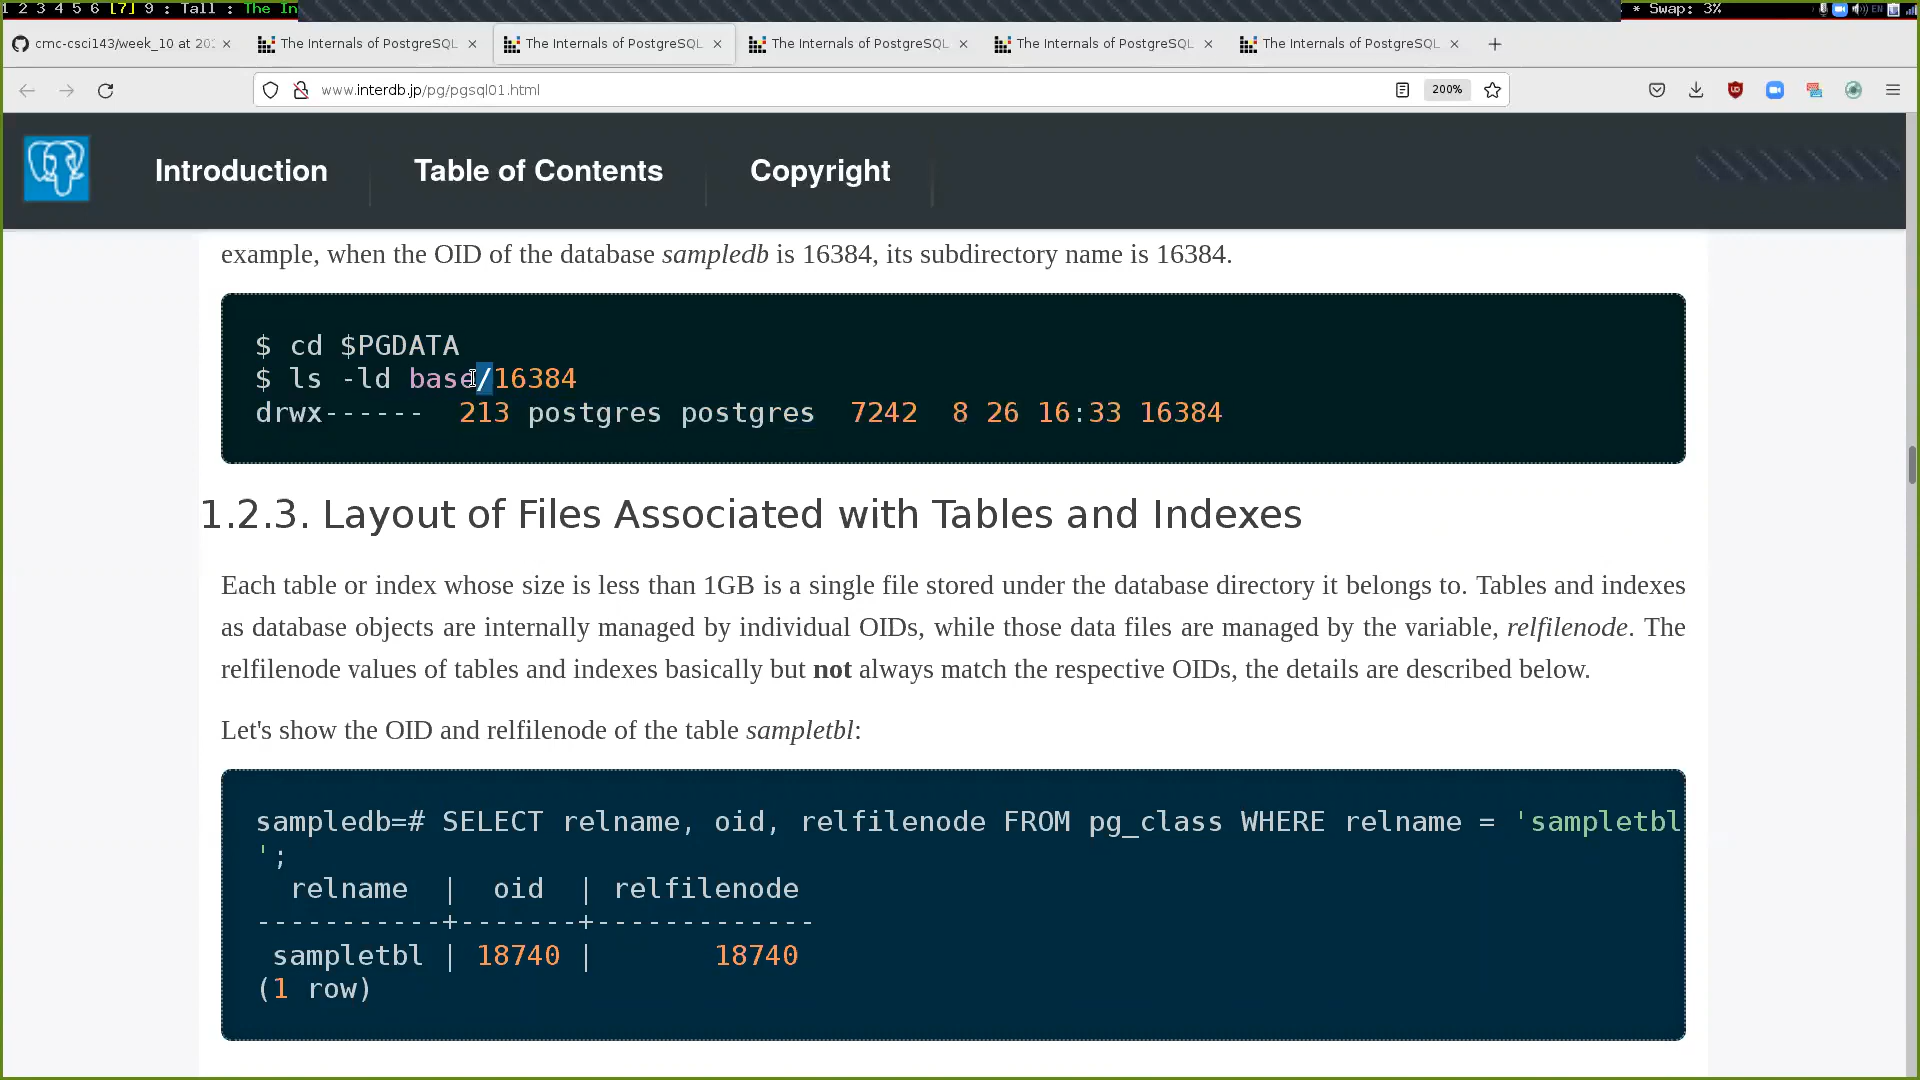 1 2 3 4 5 6 [7] 9 : Tall : The In
* Swap: 3% EN
cmc-csci143/week_10 at 20
The Internals of PostgreSQL
The Internals of PostgreSQL
The Internals of PostgreSQL
The Internals of PostgreSQL
The Internals of PostgreSQL
www.interdb.jp/pg/pgsql01.html
200%
Introduction
Table of Contents
Copyright
example, when the OID of the database sampledb is 16384, its subdirectory name is 16384.
$ cd $PGDATA
$ ls -ld base/16384
drwx------  213 postgres postgres  7242  8 26 16:33 16384
1.2.3. Layout of Files Associated with Tables and Indexes
Each table or index whose size is less than 1GB is a single file stored under the database directory it belongs to. Tables and indexes
as database objects are internally managed by individual OIDs, while those data files are managed by the variable, relfilenode. The
relfilenode values of tables and indexes basically but not always match the respective OIDs, the details are described below.
Let's show the OID and relfilenode of the table sampletbl:
sampledb=# SELECT relname, oid, relfilenode FROM pg_class WHERE relname = 'sampletbl
';
  relname  |  oid  | relfilenode
-----------+-------+-------------
 sampletbl | 18740 |       18740
(1 row)